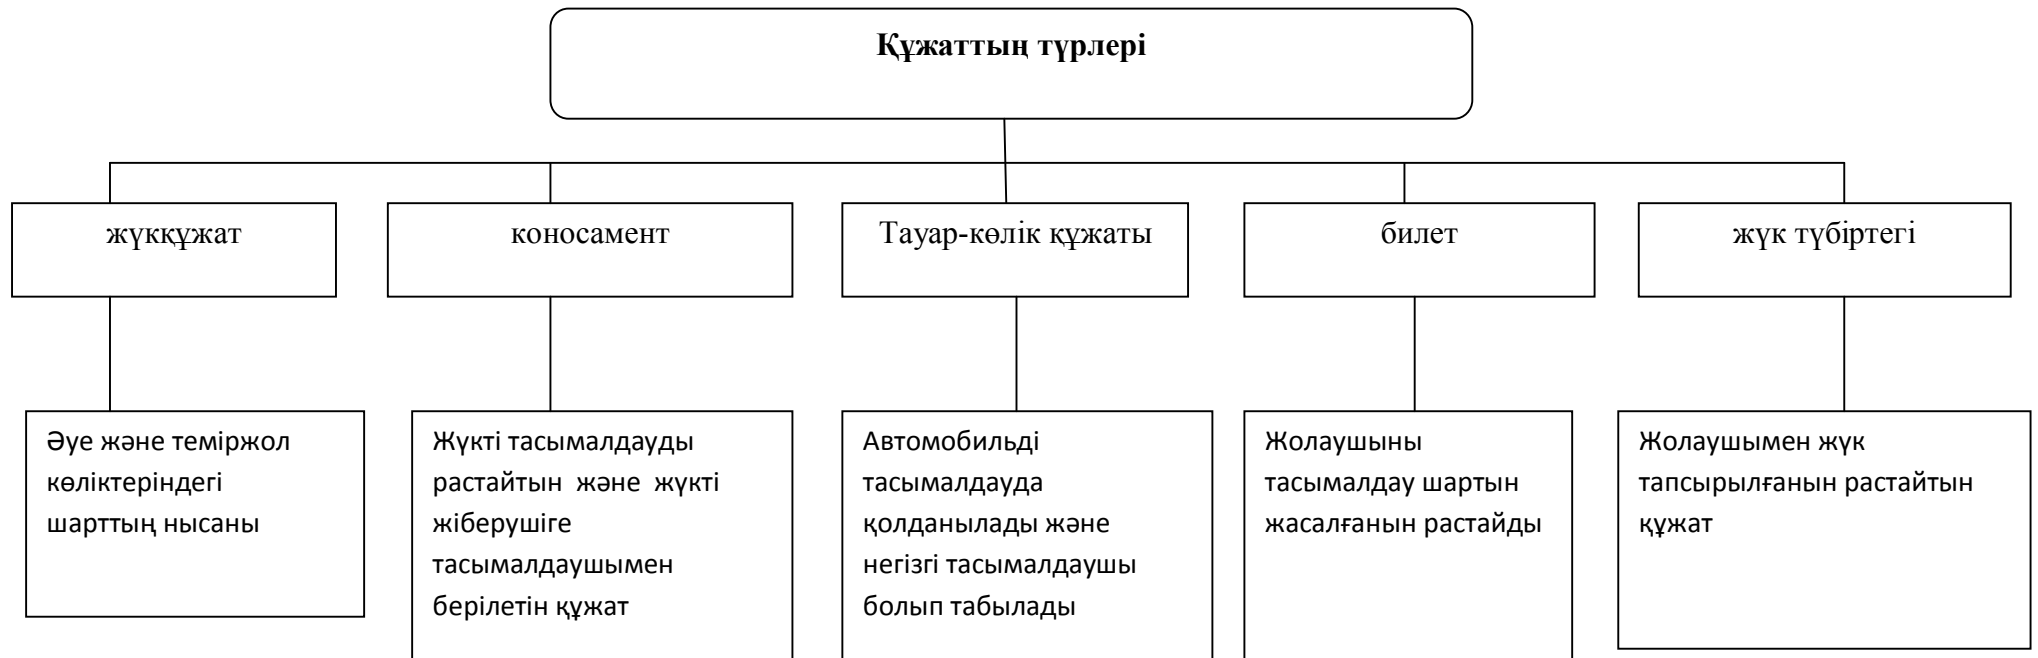 Құжаттың түрлері
жүкқұжат
коносамент
Тауар-көлік құжаты
билет
жүк түбіртегі
Әуе және теміржол
көліктеріндегі
шарттың нысаны
Жүкті тасымалдауды
растайтын және жүкті
жіберушіге
тасымалдаушымен
берілетін құжат
Автомобильді
тасымалдауда
қолданылады және
негізгі тасымалдаушы
болып табылады
Жолаушыны
тасымалдау шартын
жасалғанын растайды
Жолаушымен жүк
тапсырылғанын растайтын
құжат